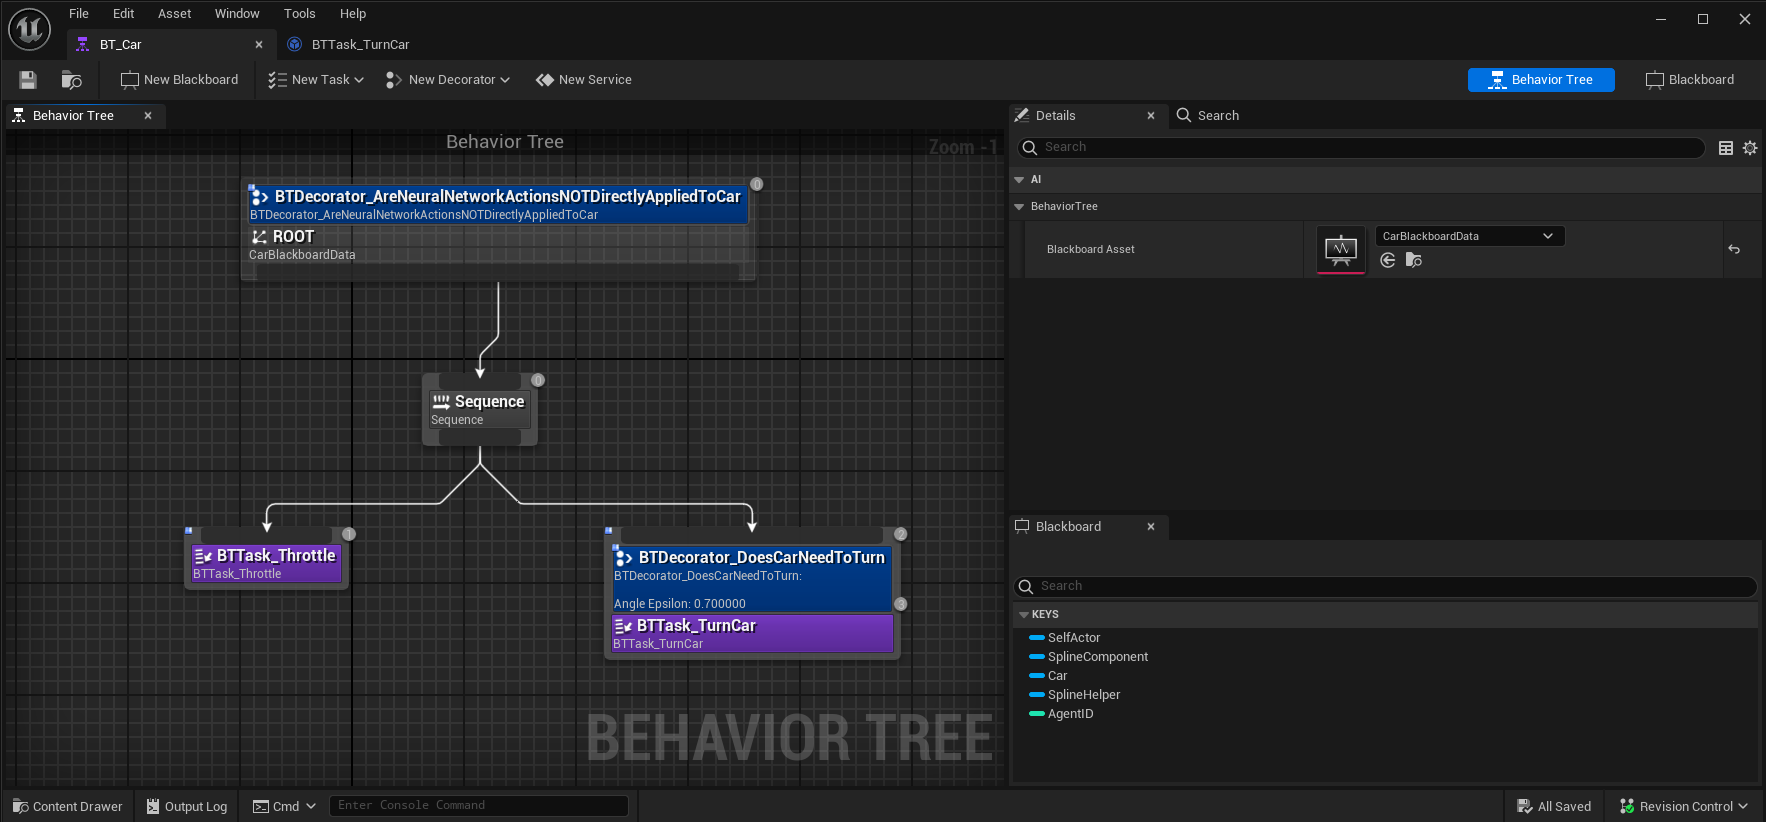 File Edit Asset Window Tools Help
BT_Car
BTTask_TurnCar
New Blackboard
New Task
New Decorator
New Service
Behavior Tree
Blackboard
Behavior Tree
Behavior Tree
Zoom -1
0
BTDecorator_AreNeuralNetworkActionsNOTDirectlyAppliedToCar
BTDecorator_AreNeuralNetworkActionsNOTDirectlyAppliedToCar
ROOT
CarBlackboardData
0
Sequence
Sequence
1
BTTask_Throttle
BTTask_Throttle
2
BTDecorator_DoesCarNeedToTurn
BTDecorator_DoesCarNeedToTurn:
Angle Epsilon: 0.700000
3
BTTask_TurnCar
BTTask_TurnCar
BEHAVIOR TREE
Details
Search
Search
AI
BehaviorTree
Blackboard Asset
CarBlackboardData
Blackboard
Search
KEYS
SelfActor
SplineComponent
Car
SplineHelper
AgentID
Content Drawer
Output Log
Cmd
Enter Console Command
All Saved
Revision Control